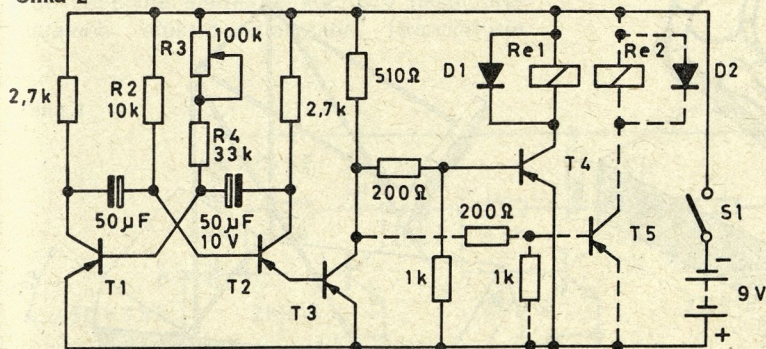 Slika 2
R3
100k
2,7k
R2
10k
R4
33k
2,7k
510Ω
D1
Re1
Re2
D2
50µF
50µF
10V
200Ω
200Ω
T1
T2
T3
T4
T5
1k
1k
S1
−
9V
+